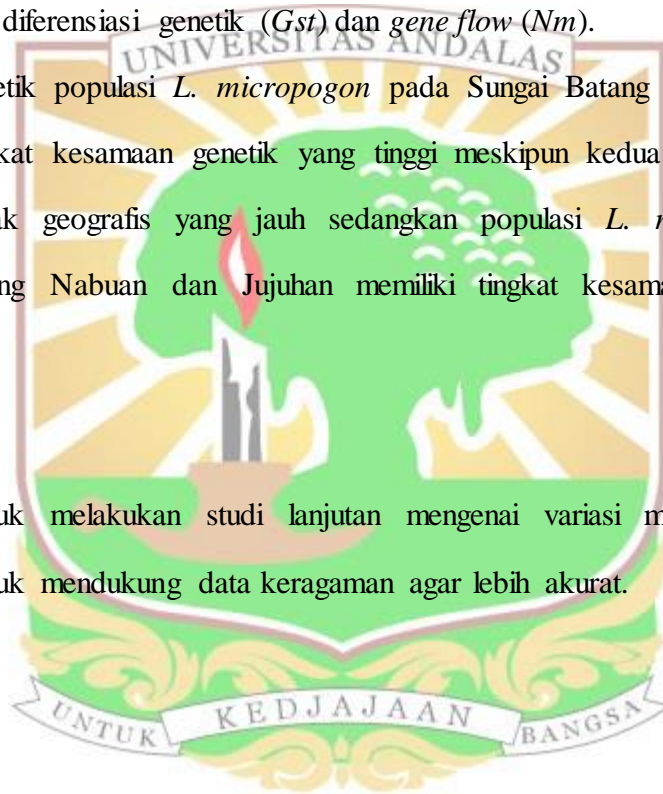 diferensiasi genetik (Gst) dan gene flow (Nm).
UNIVERSITAS ANDALAS
etik populasi L. micropogon pada Sungai Batang
kat kesamaan genetik yang tinggi meskipun kedua
ak geografis yang jauh sedangkan populasi L.
ng Nabuan dan Jujuhan memiliki tingkat
uk melakukan studi lanjutan mengenai variasi
uk mendukung data keragaman agar lebih akurat.
UNTUK KEDJAJAAN BANGSA